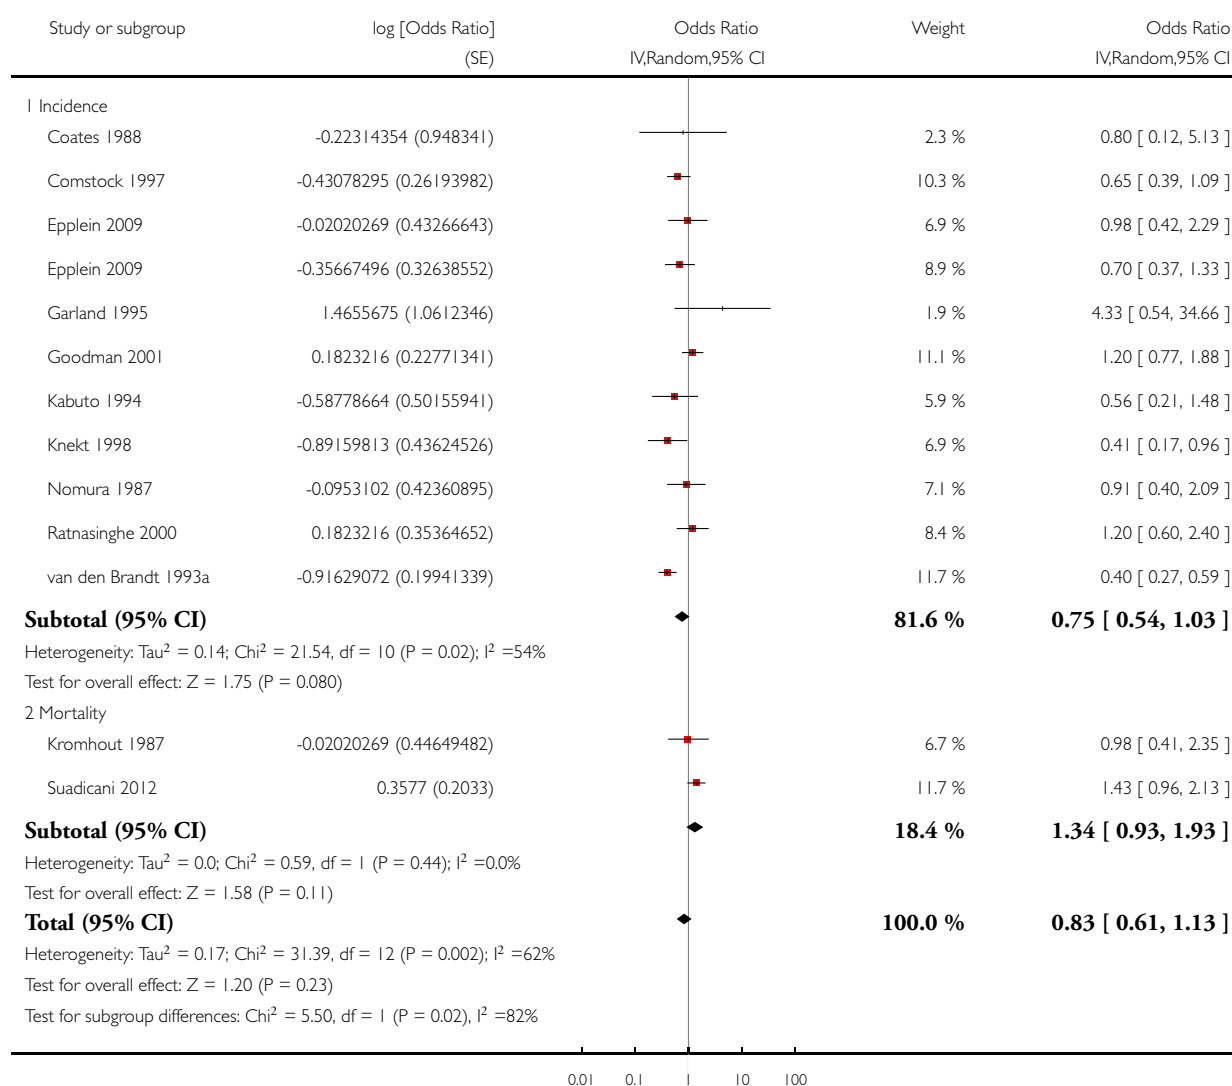 Study or subgroup log [Odds Ratio] Odds Ratio Weight Odds Ratio
(SE) IV,Random,95% CI IV,Random,95% CI
1 Incidence
Coates 1988 -0.22314354 (0.948341) 2.3 % 0.80 [ 0.12, 5.13 ]
Comstock 1997 -0.43078295 (0.26193982) 10.3 % 0.65 [ 0.39, 1.09 ]
Epplein 2009 -0.02020269 (0.43266643) 6.9 % 0.98 [ 0.42, 2.29 ]
Epplein 2009 -0.35667496 (0.32638552) 8.9 % 0.70 [ 0.37, 1.33 ]
Garland 1995 1.4655675 (1.0612346) 1.9 % 4.33 [ 0.54, 34.66 ]
Goodman 2001 0.1823216 (0.22771341) 11.1 % 1.20 [ 0.77, 1.88 ]
Kabuto 1994 -0.58778664 (0.50155941) 5.9 % 0.56 [ 0.21, 1.48 ]
Knekt 1998 -0.89159813 (0.43624526) 6.9 % 0.41 [ 0.17, 0.96 ]
Nomura 1987 -0.0953102 (0.42360895) 7.1 % 0.91 [ 0.40, 2.09 ]
Ratnasinghe 2000 0.1823216 (0.35364652) 8.4 % 1.20 [ 0.60, 2.40 ]
van den Brandt 1993a -0.91629072 (0.19941339) 11.7 % 0.40 [ 0.27, 0.59 ]
Subtotal (95% CI) 81.6 % 0.75 [ 0.54, 1.03 ]
Heterogeneity: Tau² = 0.14; Chi² = 21.54, df = 10 (P = 0.02); I² =54%
Test for overall effect: Z = 1.75 (P = 0.080)
2 Mortality
Kromhout 1987 -0.02020269 (0.44649482) 6.7 % 0.98 [ 0.41, 2.35 ]
Suadicani 2012 0.3577 (0.2033) 11.7 % 1.43 [ 0.96, 2.13 ]
Subtotal (95% CI) 18.4 % 1.34 [ 0.93, 1.93 ]
Heterogeneity: Tau² = 0.0; Chi² = 0.59, df = 1 (P = 0.44); I² =0.0%
Test for overall effect: Z = 1.58 (P = 0.11)
Total (95% CI) 100.0 % 0.83 [ 0.61, 1.13 ]
Heterogeneity: Tau² = 0.17; Chi² = 31.39, df = 12 (P = 0.002); I² =62%
Test for overall effect: Z = 1.20 (P = 0.23)
Test for subgroup differences: Chi² = 5.50, df = 1 (P = 0.02), I² =82%
0.01 0.1 1 10 100